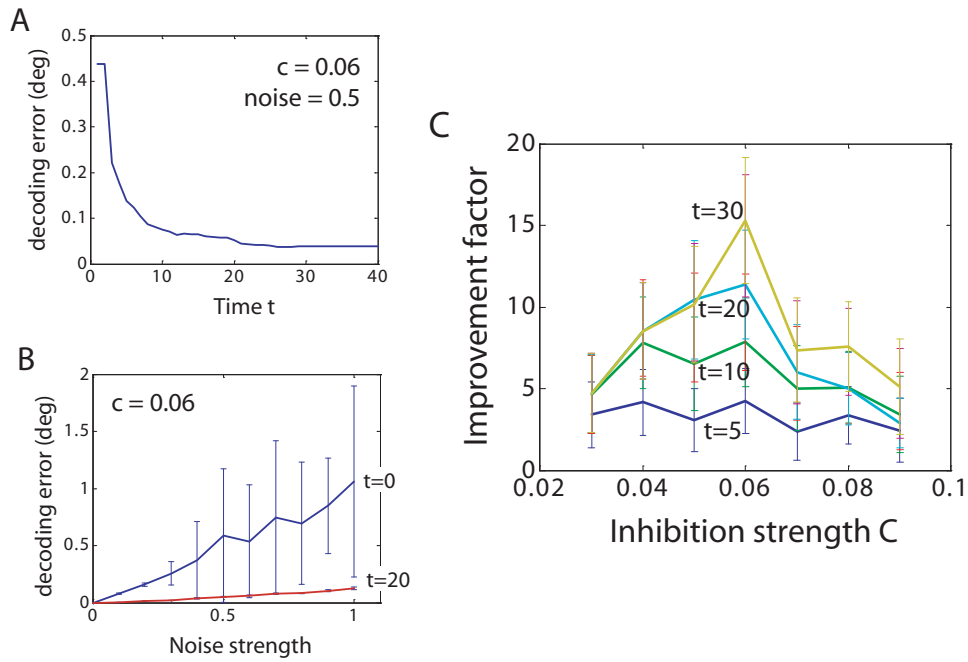 A
0.5
0.4
0.3
0.2
0.1
0
decoding error (deg)
c = 0.06
noise = 0.5
0
10
20
30
40
Time t
B
2
1.5
1
0.5
0
decoding error (deg)
c = 0.06
t=0
t=20
0
0.5
1
Noise strength
C
20
15
10
5
0
Improvement factor
t=30
t=20
t=10
t=5
0.02
0.04
0.06
0.08
0.1
Inhibition strength C